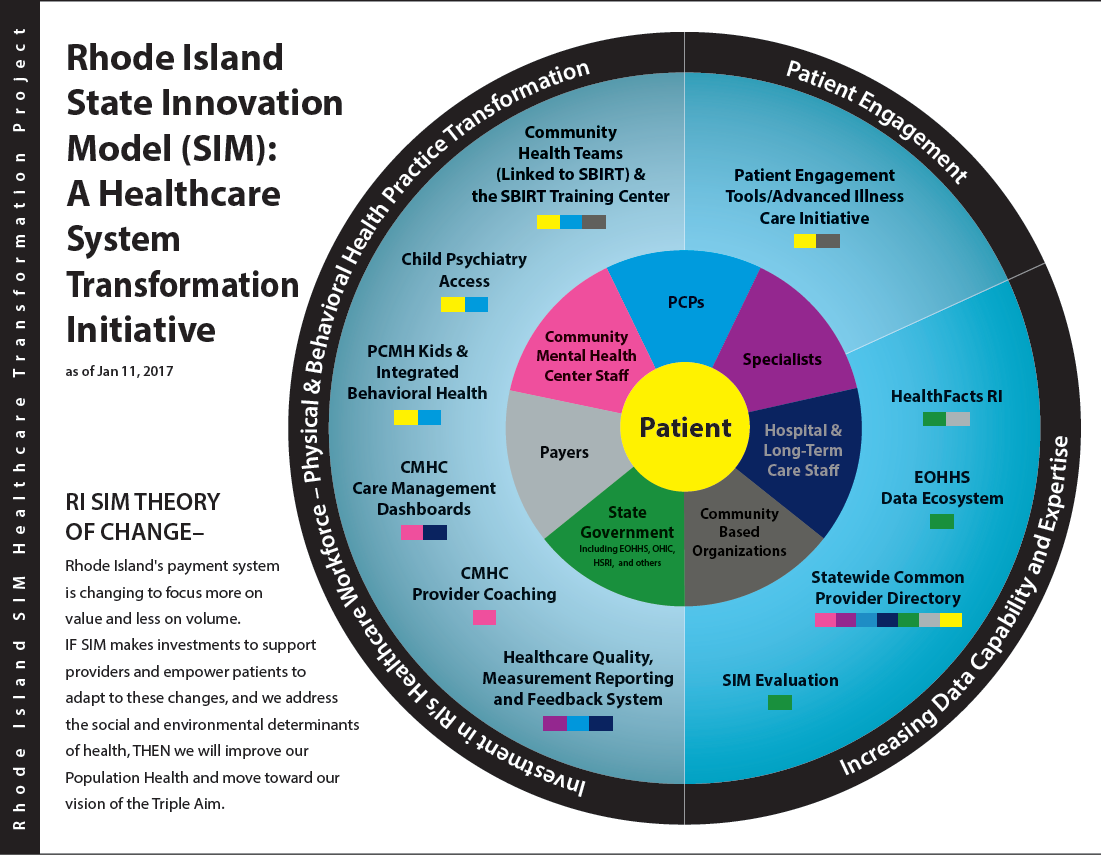 Rhode Island SIM Healthcare Transformation Project
Rhode Island
State Innovation
Model (SIM):
A Healthcare
System
Transformation
Initiative
as of Jan 11, 2017
RI SIM THEORY
OF CHANGE–
Rhode Island's payment system
is changing to focus more on
value and less on volume.
IF SIM makes investments to support
providers and empower patients to
adapt to these changes, and we address
the social and environmental determinants
of health, THEN we will improve our
Population Health and move toward our
vision of the Triple Aim.
Investment in RI's Healthcare Workforce – Physical & Behavioral Health Practice Transformation
Community
Health Teams
(Linked to SBIRT) &
the SBIRT Training Center
Child Psychiatry
Access
PCMH Kids &
Integrated
Behavioral Health
CMHC
Care Management
Dashboards
CMHC
Provider Coaching
Healthcare Quality,
Measurement Reporting
and Feedback System
Patient Engagement
Patient Engagement
Tools/Advanced Illness
Care Initiative
Increasing Data Capability and Expertise
HealthFacts RI
EOHHS
Data Ecosystem
Statewide Common
Provider Directory
SIM Evaluation
PCPs
Specialists
Hospital &
Long-Term
Care Staff
Community
Based
Organizations
State
Government
Including EOHHS, OHIC,
HSRI, and others
Payers
Community
Mental Health
Center Staff
Patient